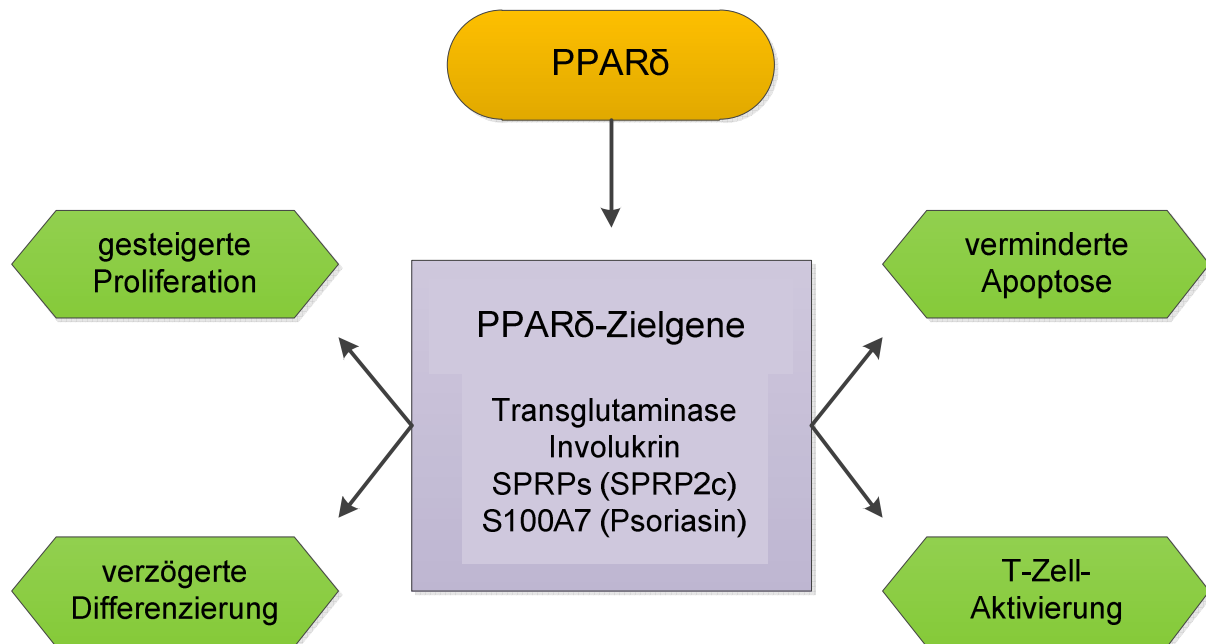 PPARδ
gesteigerte
Proliferation
verminderte
Apoptose
PPARδ-Zielgene
Transglutaminase
Involukrin
SPRPs (SPRP2c)
S100A7 (Psoriasin)
verzögerte
Differenzierung
T-Zell-
Aktivierung